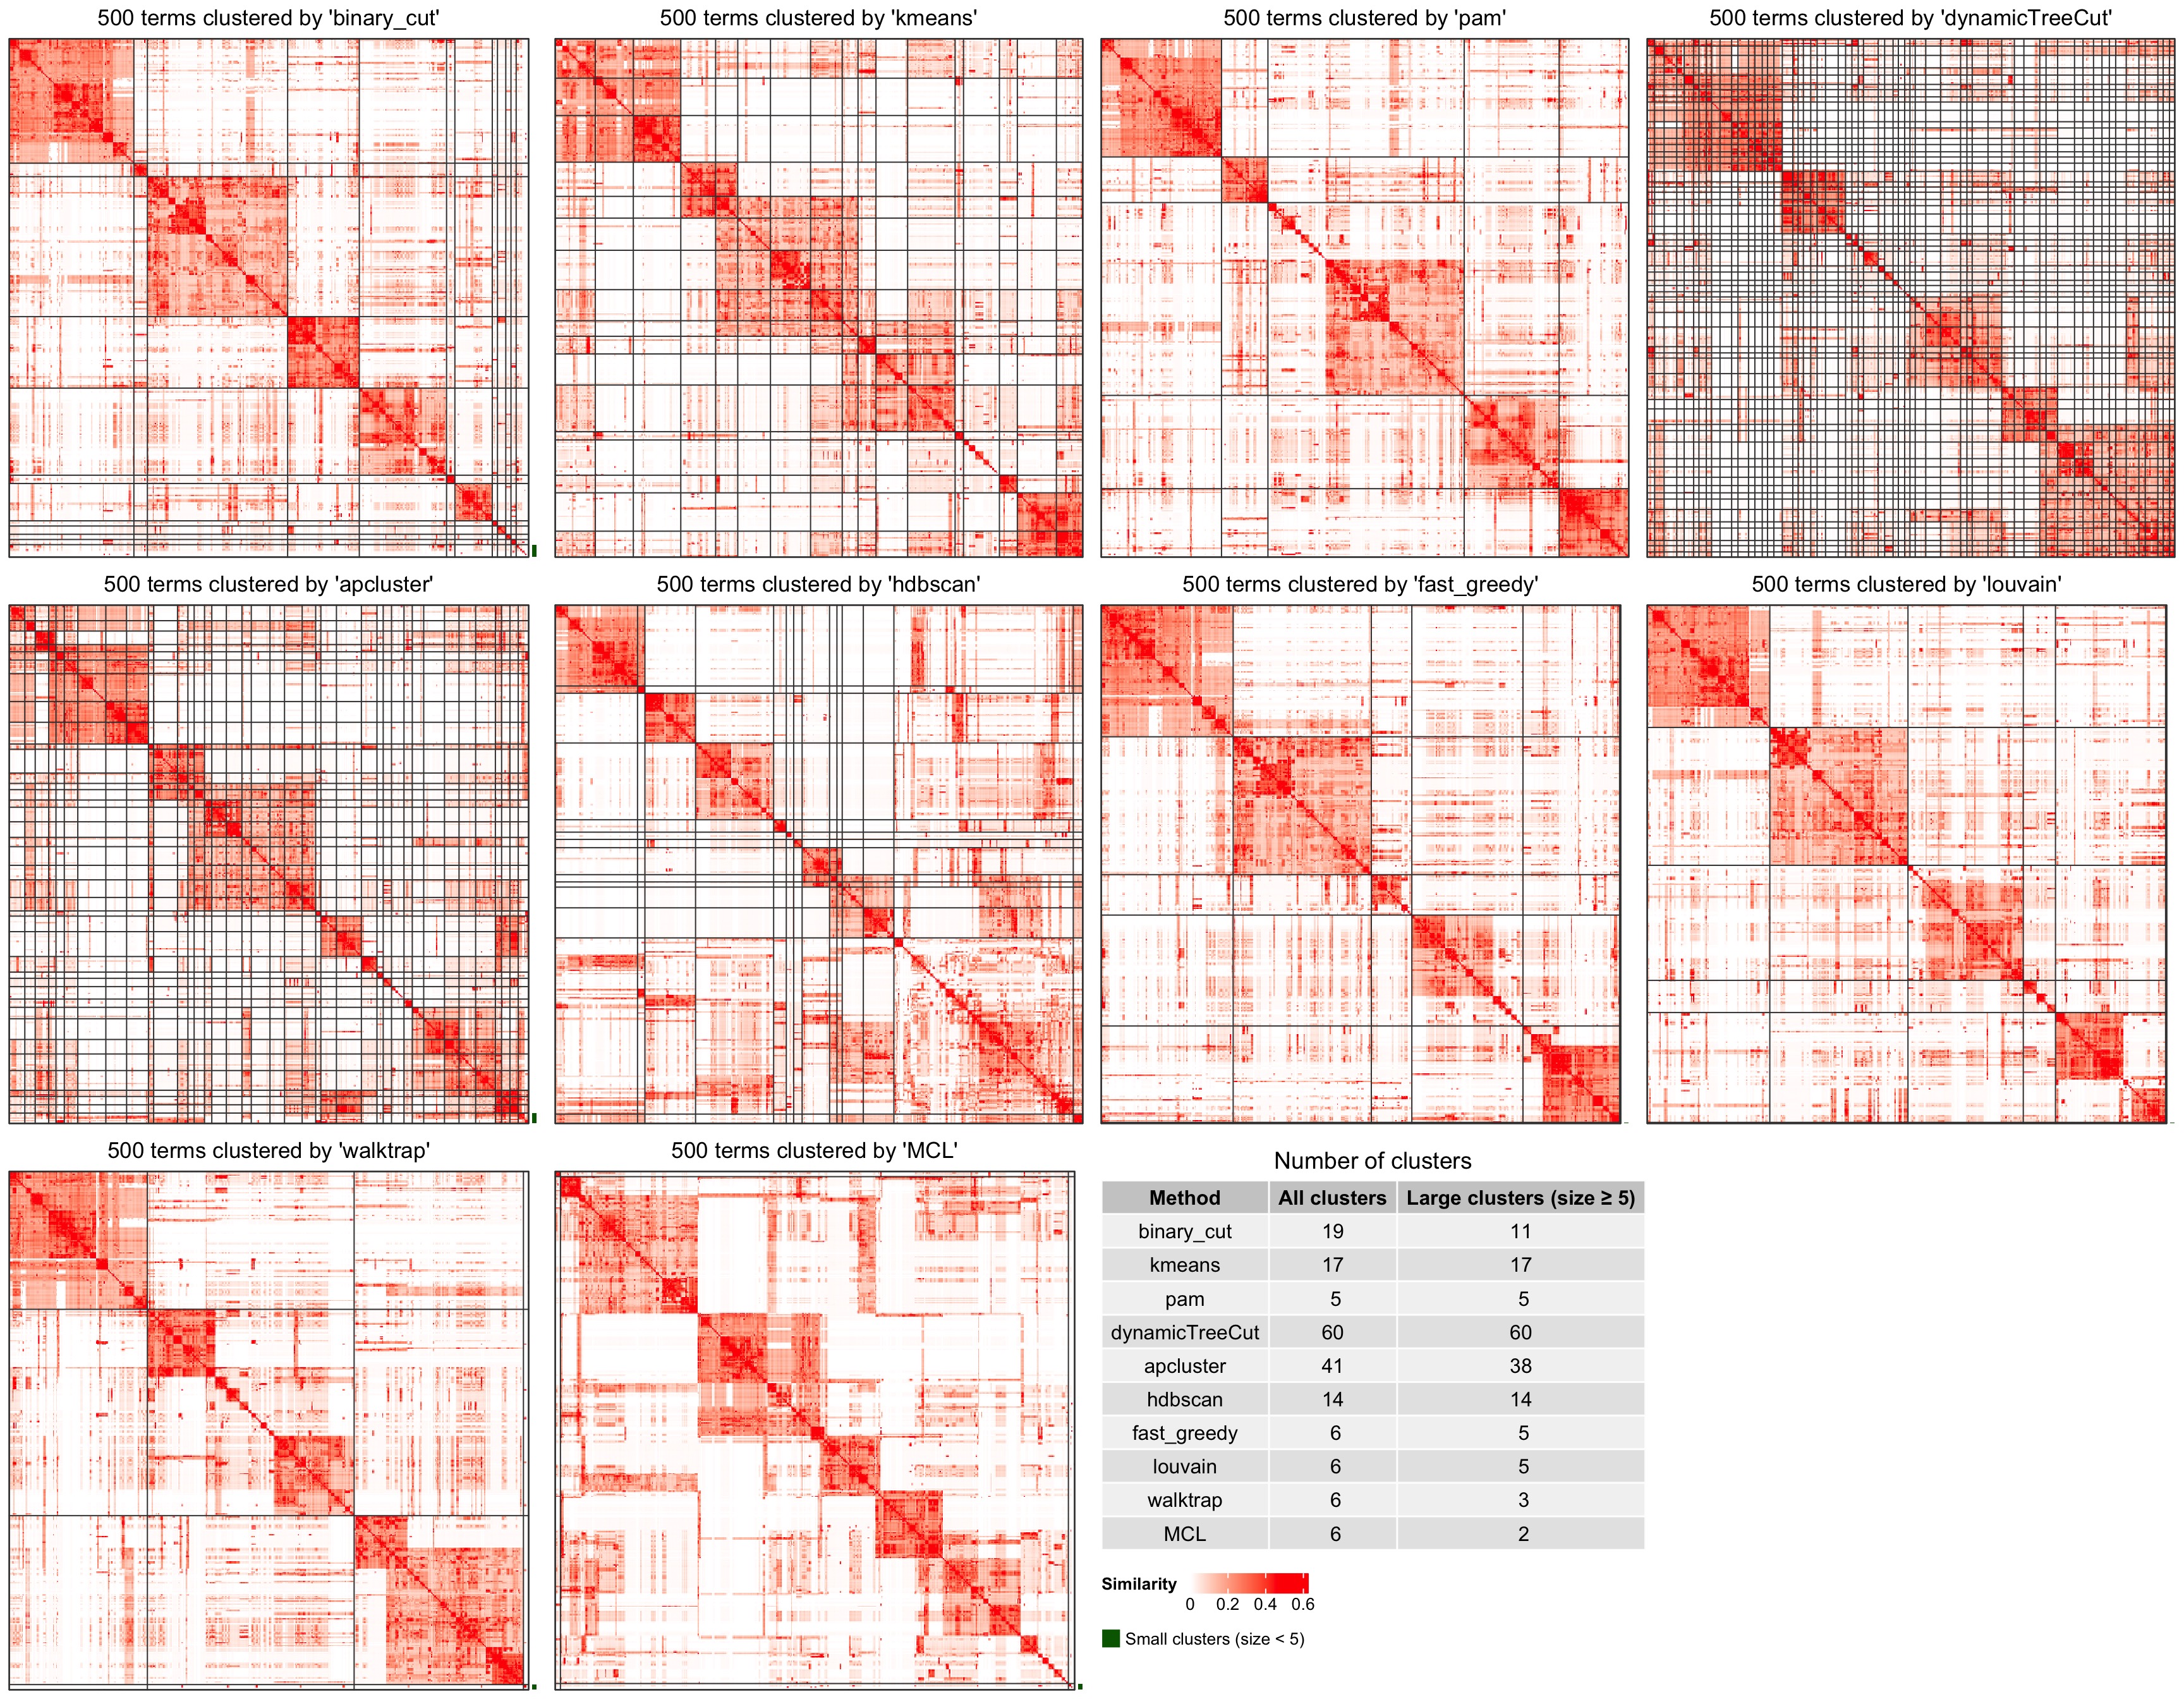 500 terms clustered by 'binary_cut'
500 terms clustered by 'kmeans'
500 terms clustered by 'pam'
500 terms clustered by 'dynamicTreeCut'
500 terms clustered by 'apcluster'
500 terms clustered by 'hdbscan'
500 terms clustered by 'fast_greedy'
500 terms clustered by 'louvain'
500 terms clustered by 'walktrap'
500 terms clustered by 'MCL'
Number of clusters
Method All clusters Large clusters (size ≥ 5)
binary_cut 19 11
kmeans 17 17
pam 5 5
dynamicTreeCut 60 60
apcluster 41 38
hdbscan 14 14
fast_greedy 6 5
louvain 6 5
walktrap 6 3
MCL 6 2
Similarity
0 0.2 0.4 0.6
Small clusters (size < 5)